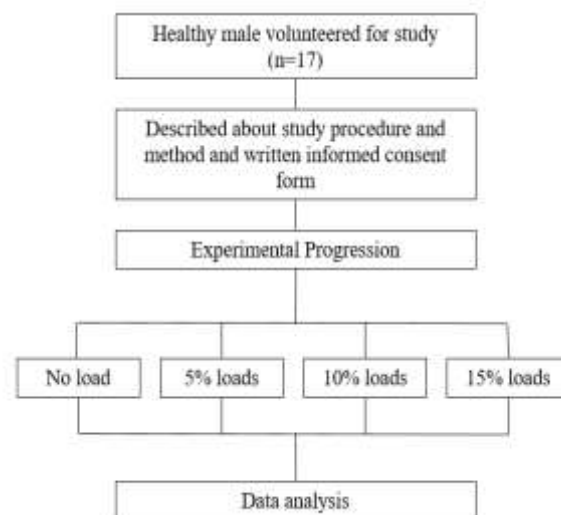 Healthy male volunteered for study
(n=17)
Described about study procedure and
method and written informed consent
form
Experimental Progression
No load
5% loads
10% loads
15% loads
Data analysis